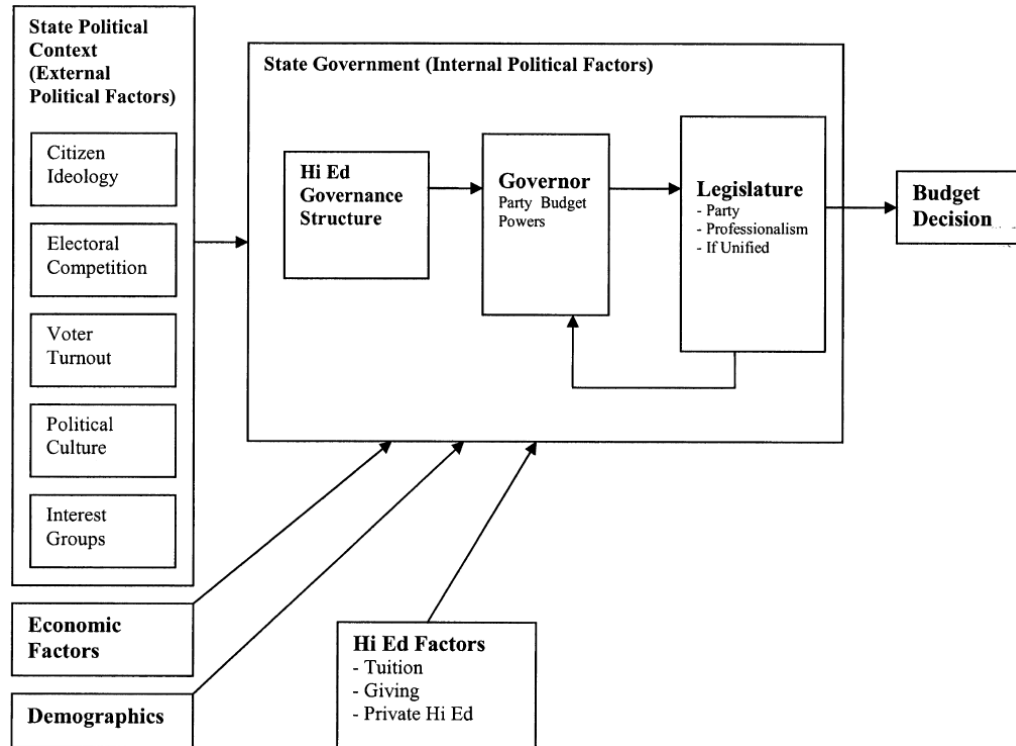 State Political
Context
(External
Political Factors)
Citizen
Ideology
Electoral
Competition
Voter
Turnout
Political
Culture
Interest
Groups
Economic
Factors
Demographics
State Government (Internal Political Factors)
Hi Ed
Governance
Structure
Governor
Party Budget
Powers
Legislature
- Party
- Professionalism
- If Unified
Budget
Decision
Hi Ed Factors
- Tuition
- Giving
- Private Hi Ed